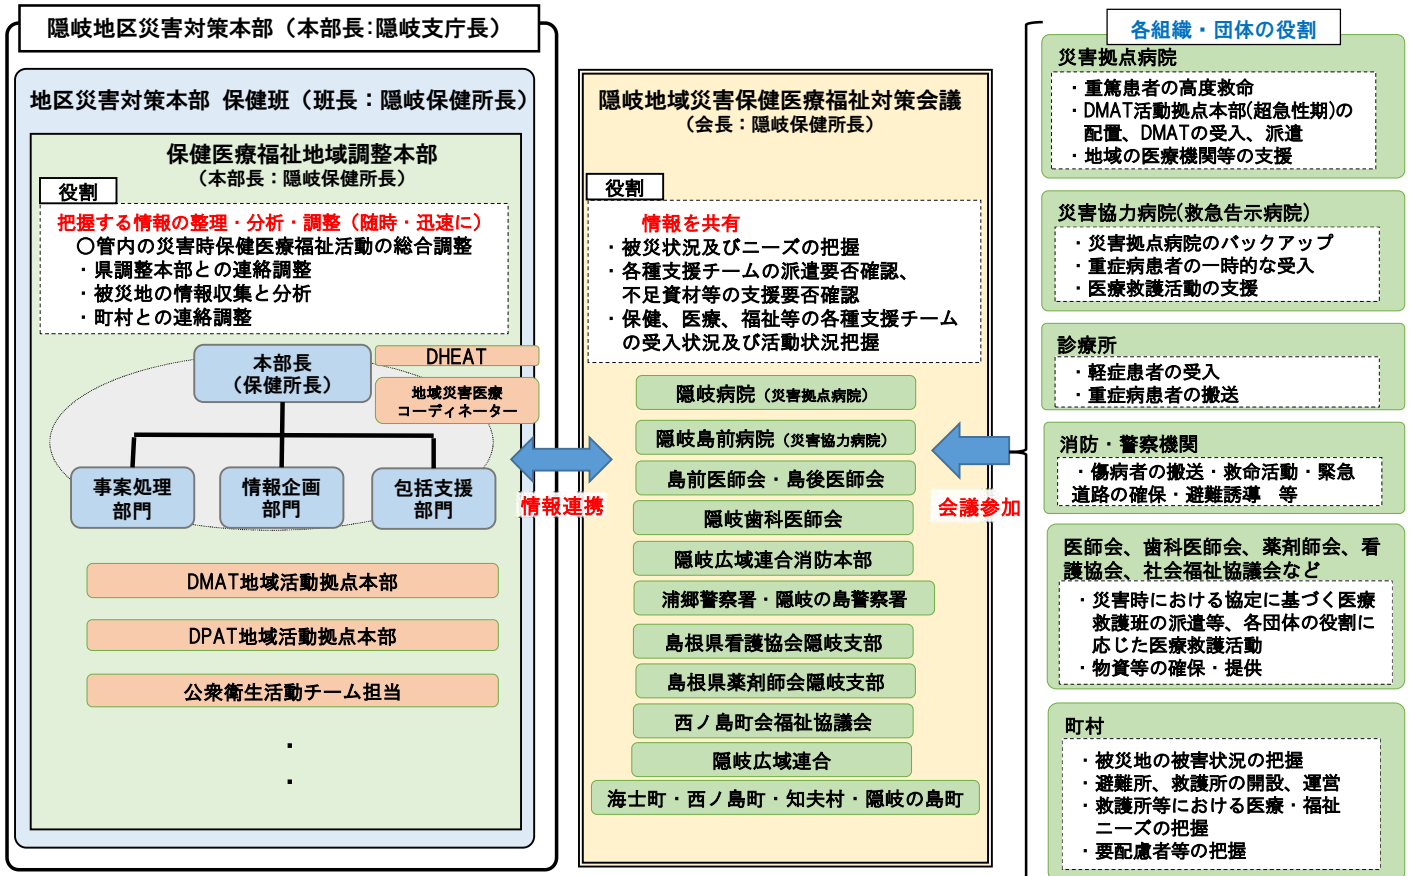 隠岐地区災害対策本部（本部長:隠岐支庁長）
地区災害対策本部 保健班（班長：隠岐保健所長）
保健医療福祉地域調整本部
（本部長：隠岐保健所長）
役割
把握する情報の整理・分析・調整（随時・迅速に）
〇管内の災害時保健医療福祉活動の総合調整
・県調整本部との連絡調整
・被災地の情報収集と分析
・町村との連絡調整
本部長
（保健所長）
DHEAT
地域災害医療
コーディネーター
事案処理
部門
情報企画
部門
包括支援
部門
DMAT地域活動拠点本部
DPAT地域活動拠点本部
公衆衛生活動チーム担当
・
・
情報連携
隠岐地域災害保健医療福祉対策会議
（会長：隠岐保健所長）
役割
情報を共有
・被災状況及びニーズの把握
・各種支援チームの派遣要否確認、
不足資材等の支援要否確認
・保健、医療、福祉等の各種支援チーム
の受入状況及び活動状況把握
隠岐病院（災害拠点病院）
隠岐島前病院（災害協力病院）
島前医師会・島後医師会
隠岐歯科医師会
隠岐広域連合消防本部
浦郷警察署・隠岐の島警察署
島根県看護協会隠岐支部
島根県薬剤師会隠岐支部
西ノ島町会福祉協議会
隠岐広域連合
海士町・西ノ島町・知夫村・隠岐の島町
会議参加
各組織・団体の役割
災害拠点病院
・重篤患者の高度救命
・DMAT活動拠点本部(超急性期)の
配置、DMATの受入、派遣
・地域の医療機関等の支援
災害協力病院(救急告示病院)
・災害拠点病院のバックアップ
・重症病患者の一時的な受入
・医療救護活動の支援
診療所
・軽症患者の受入
・重症病患者の搬送
消防・警察機関
・傷病者の搬送・救命活動・緊急
道路の確保・避難誘導　等
医師会、歯科医師会、薬剤師会、看
護協会、社会福祉協議会など
・災害時における協定に基づく医療
救護班の派遣等、各団体の役割に
応じた医療救護活動
・物資等の確保・提供
町村
・被災地の被害状況の把握
・避難所、救護所の開設、運営
・救護所等における医療・福祉
ニーズの把握
・要配慮者等の把握